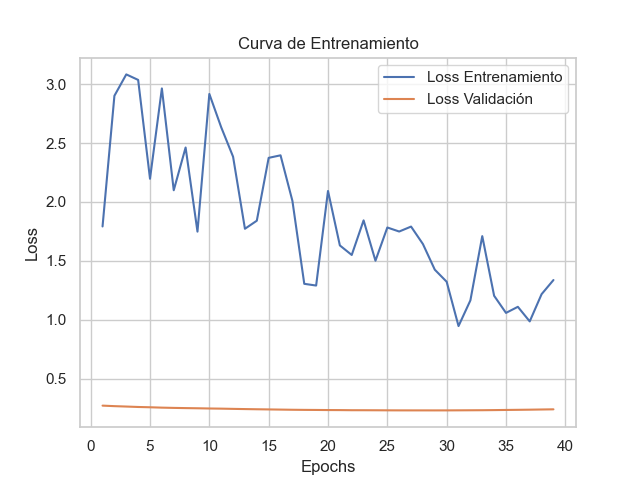 Curva de Entrenamiento
Loss Entrenamiento
Loss Validación
3.0
2.5
2.0
1.5
1.0
0.5
Loss
0 5 10 15 20 25 30 35 40
Epochs